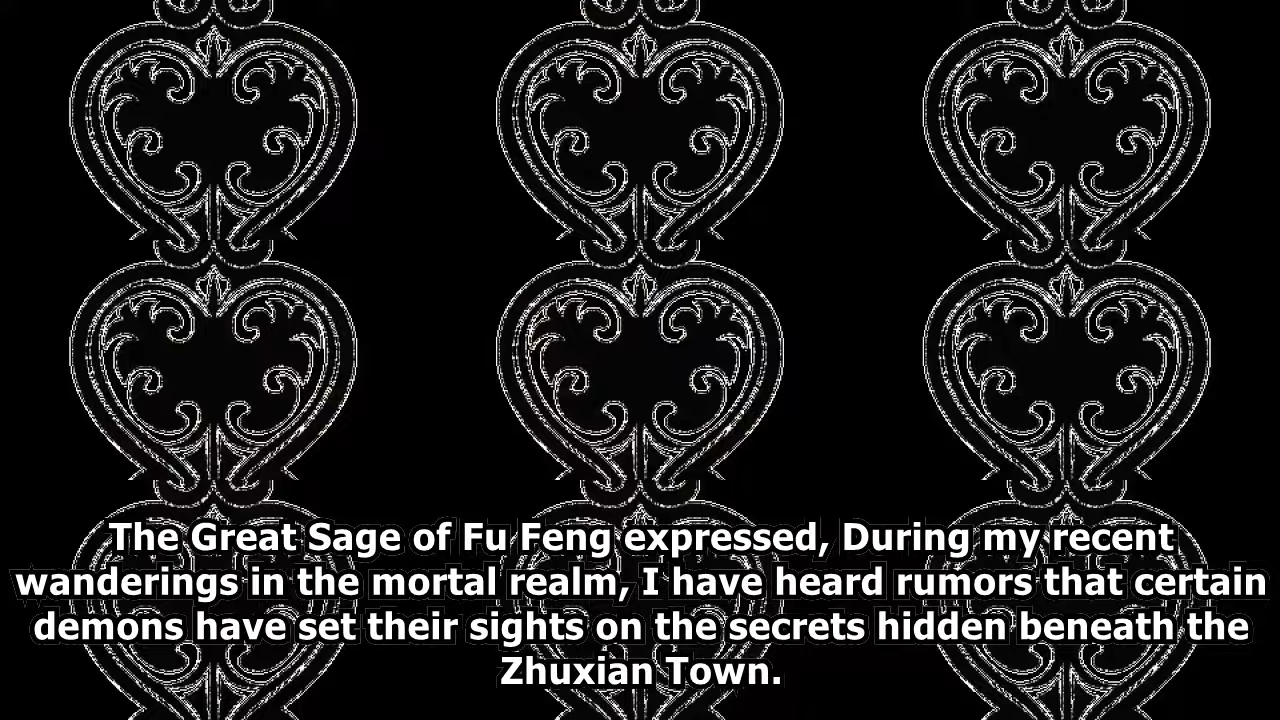 The Great Sage of Fu Feng expressed, During my recent
wanderings in the mortal realm, I have heard rumors that certain
demons have set their sights on the secrets hidden beneath the
Zhuxian Town.